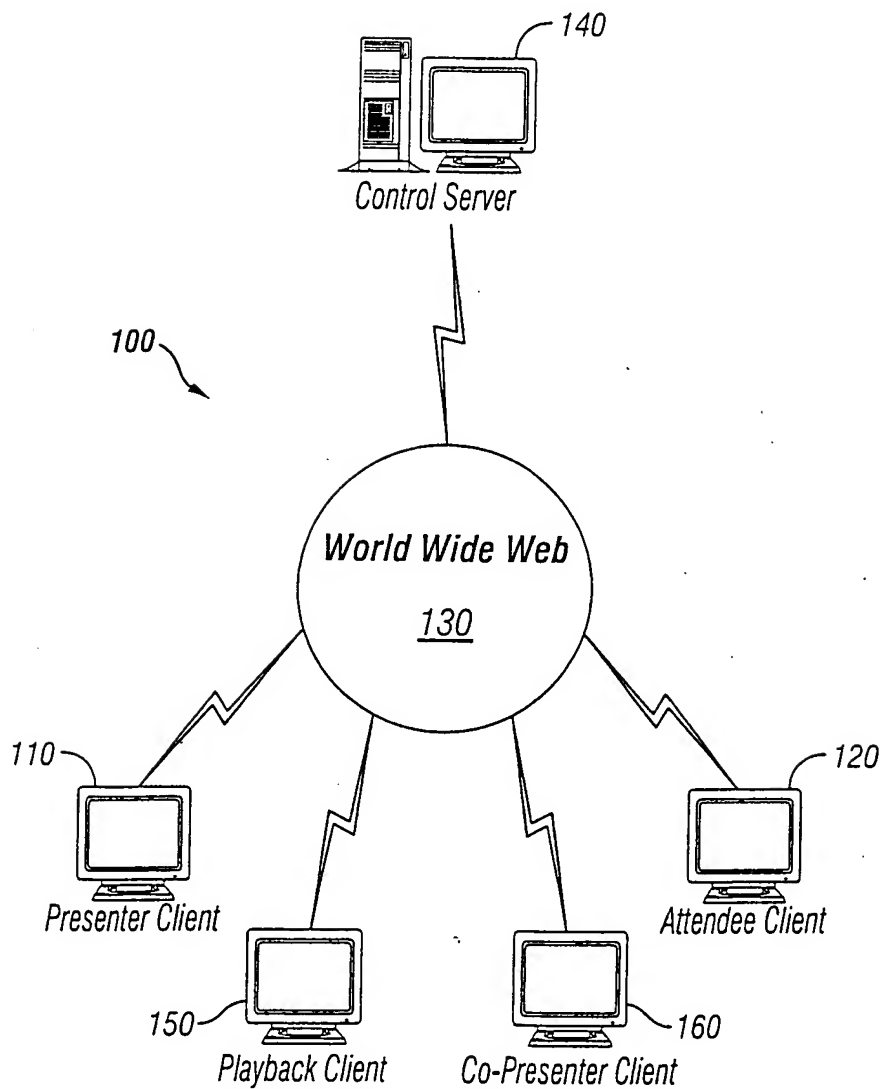 140
Control Server
100
World Wide Web
130
110
120
Presenter Client
Attendee Client
150
160
Playback Client
Co-Presenter Client